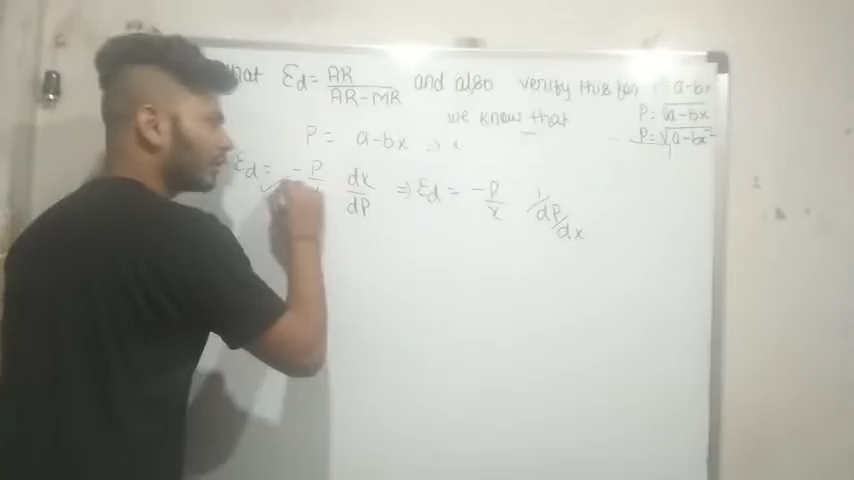 that Ɛd = AR / AR-MR and also verify this for P = a-bx
P = √a-bx
we know that
P = √a-bx²
P = a-bx ⇒
Ɛd = -P/x dx/dP ⇒ Ɛd = -P/x 1/dP/dx